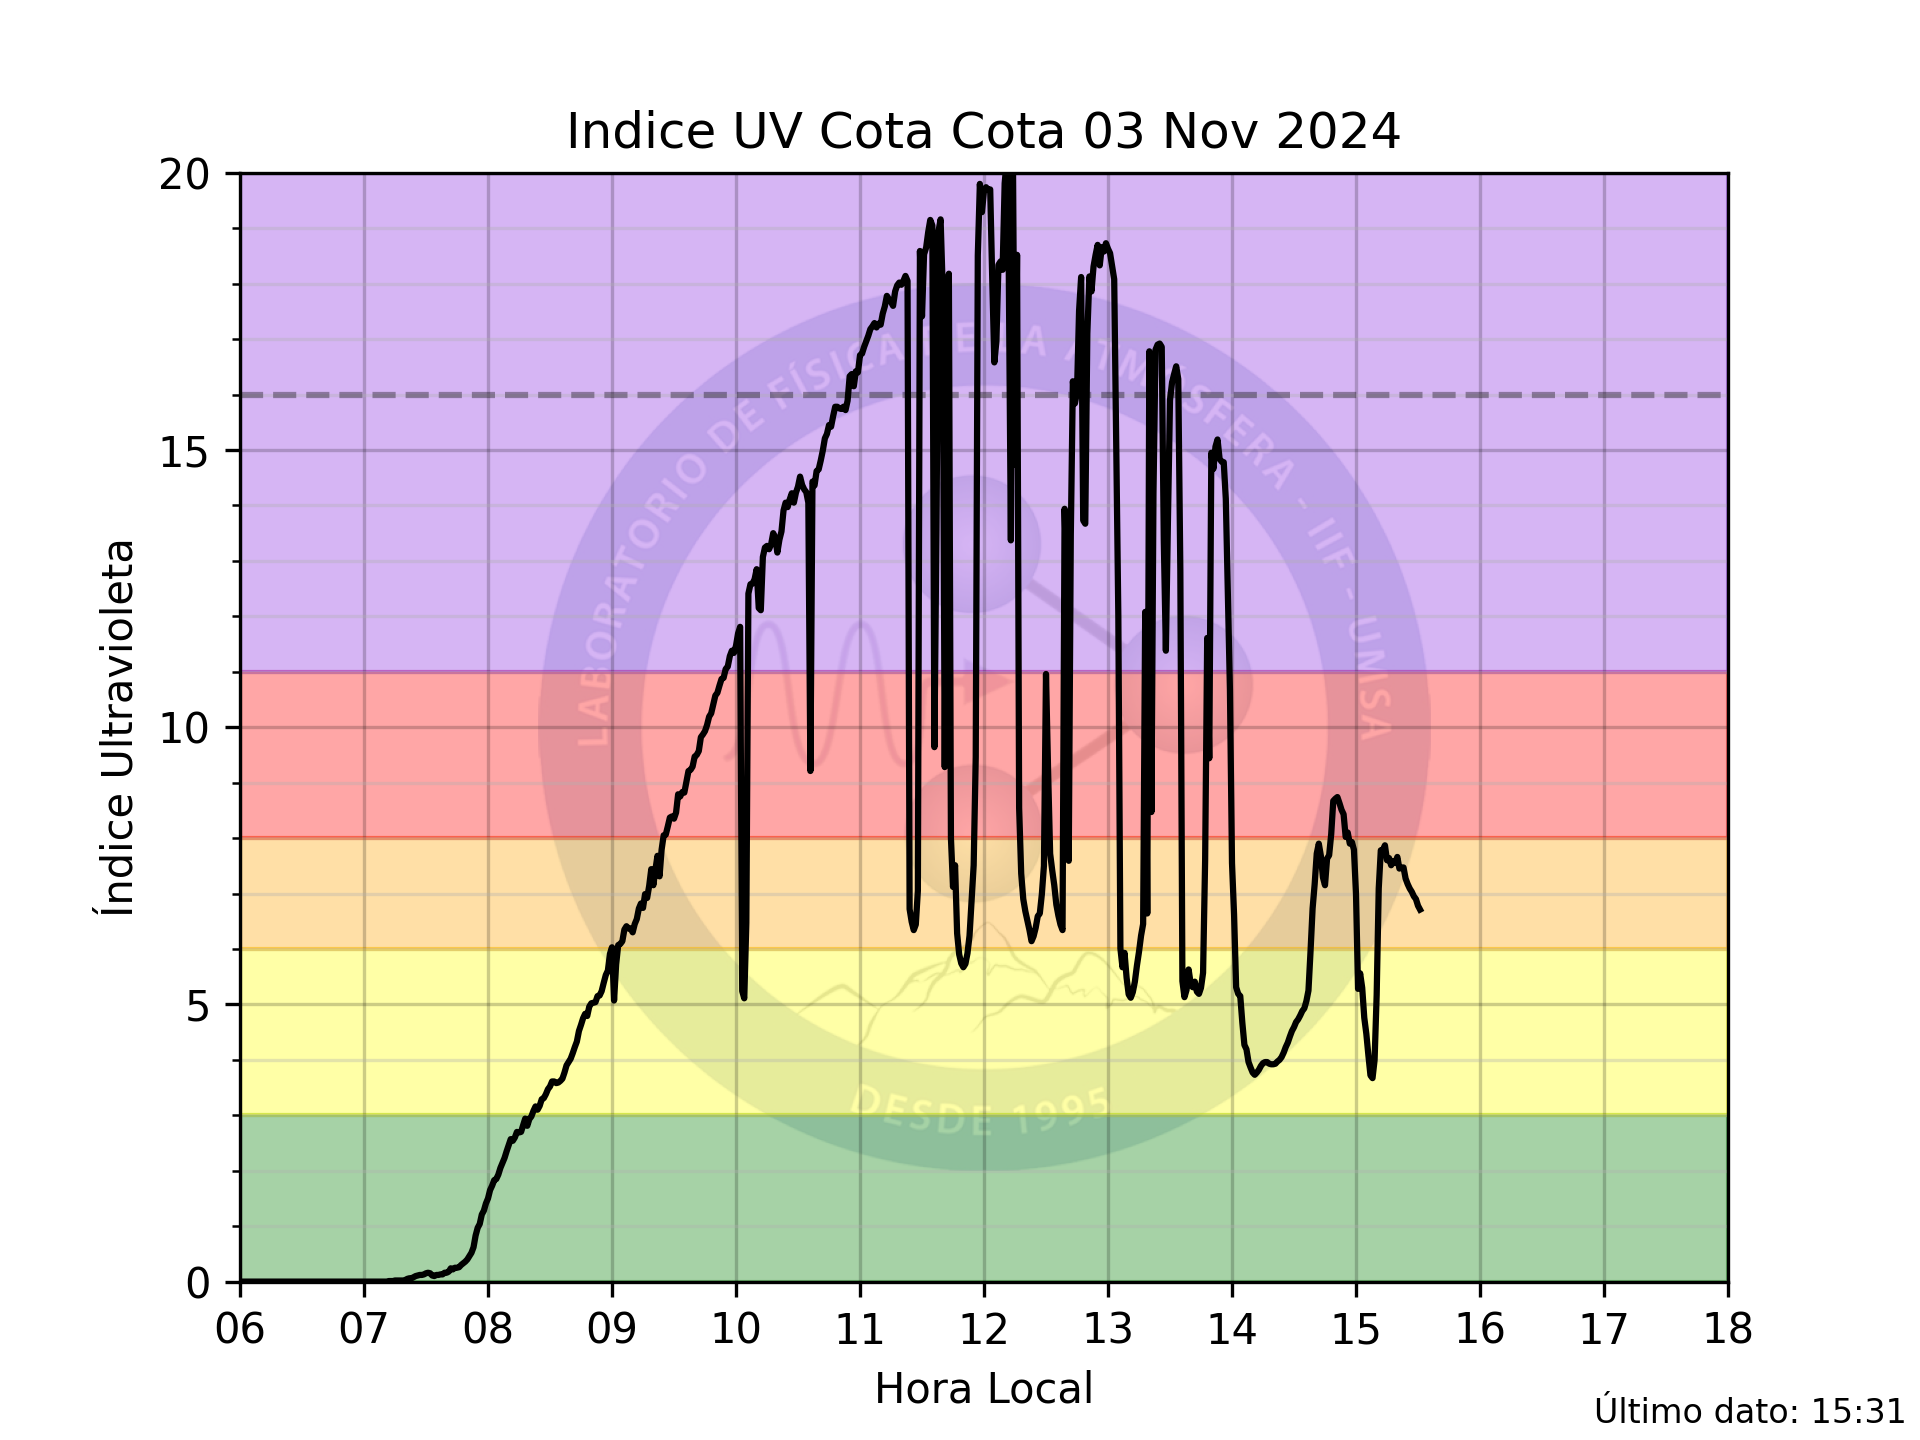 Indice UV Cota Cota 03 Nov 2024
20
15
10
5
0
Índice Ultravioleta
LABORATORIO DE FÍSICA DE LA ATMÓSFERA - IIF - UMSA
DESDE 1995
06 07 08 09 10 11 12 13 14 15 16 17 18
Hora Local
Último dato: 15:31